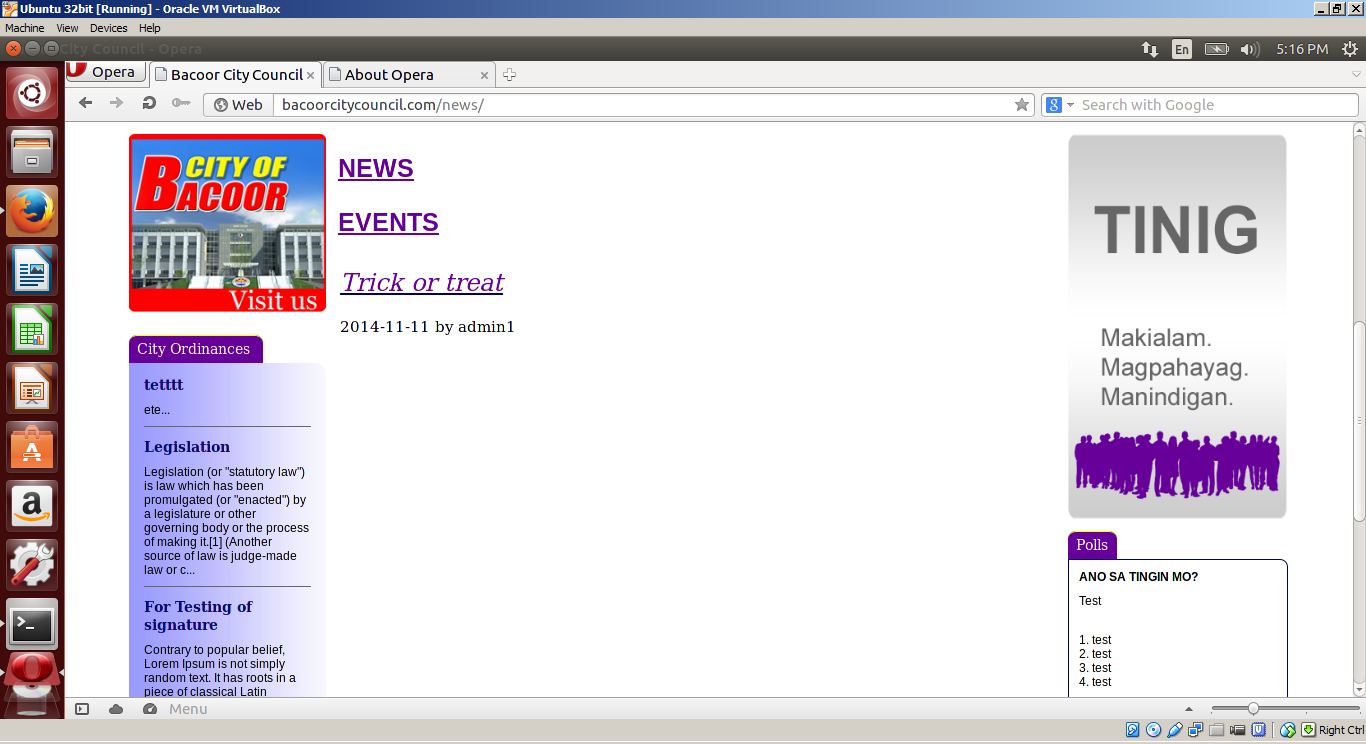 Ubuntu 32bit [Running] - Oracle VM VirtualBox
Machine View Devices Help
City Council - Opera
En 5:16 PM
Opera
Bacoor City Council
About Opera
Web bacoorcitycouncil.com/news/
Search with Google
CITY OF
BACOOR
Visit us
City Ordinances
tetttt
ete...
Legislation
Legislation (or "statutory law")
is law which has been
promulgated (or "enacted") by
a legislature or other
governing body or the process
of making it.[1] (Another
source of law is judge-made
law or c...
For Testing of
signature
Contrary to popular belief,
Lorem Ipsum is not simply
random text. It has roots in a
piece of classical Latin
NEWS
EVENTS
Trick or treat
2014-11-11 by admin1
TINIG
Makialam.
Magpahayag.
Manindigan.
Polls
ANO SA TINGIN MO?
Test
1. test
2. test
3. test
4. test
Menu
Right Ctrl